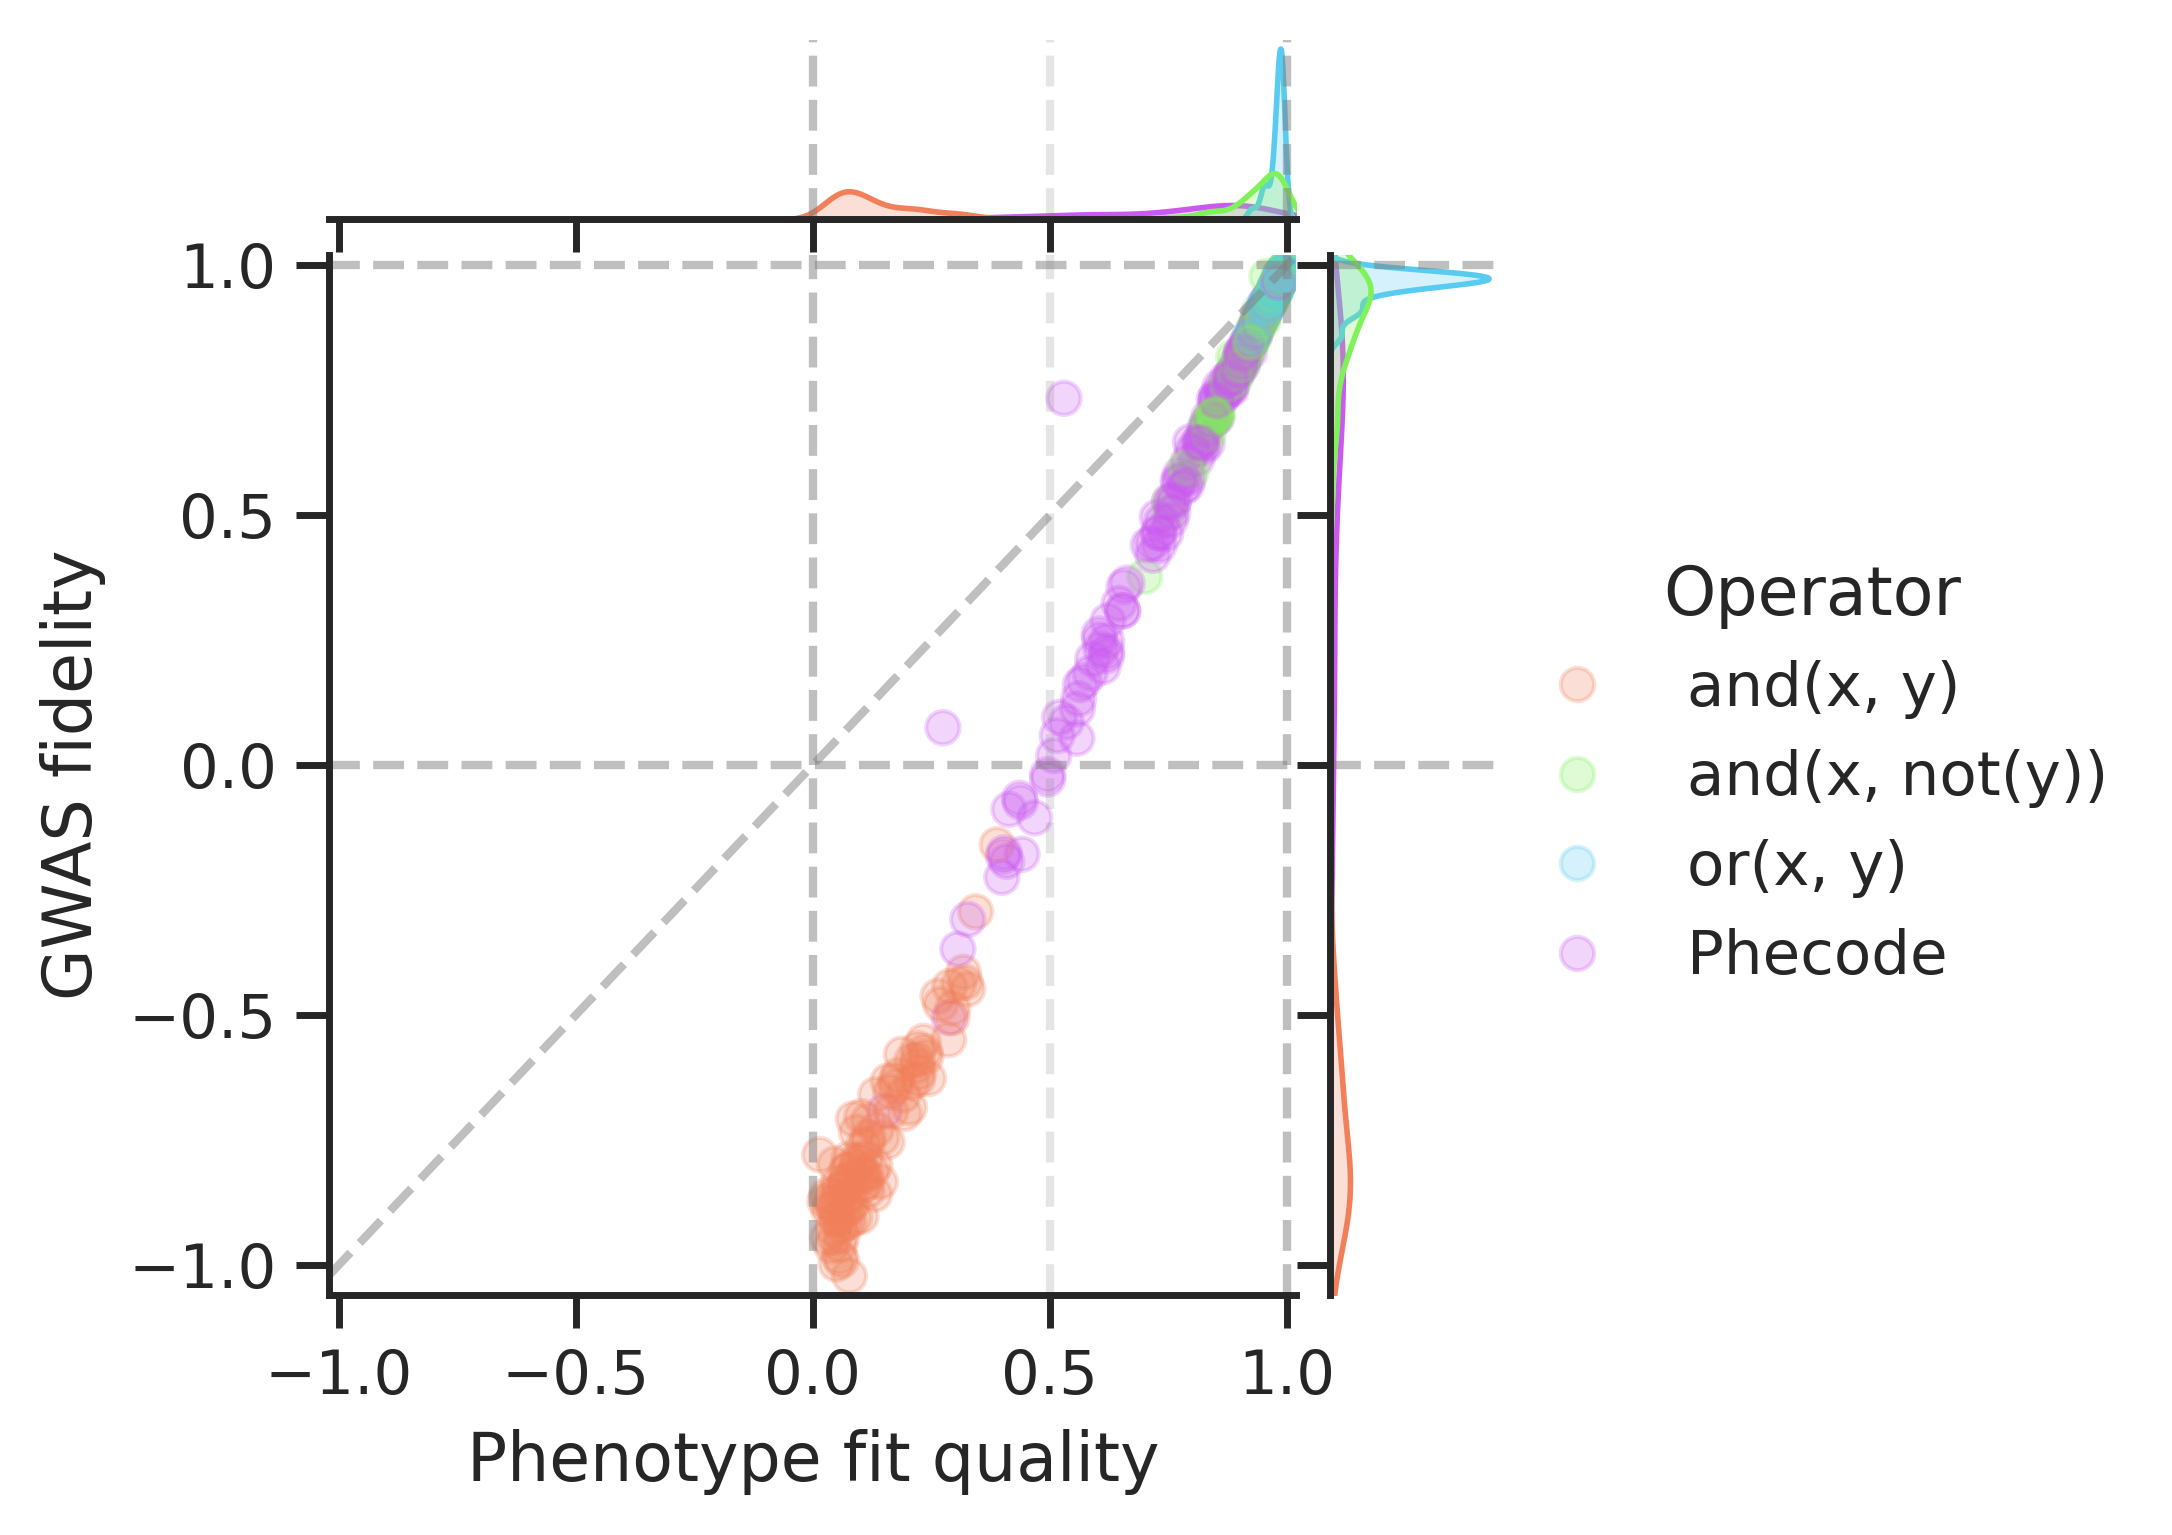 1.0
0.5
0.0
−0.5
−1.0
GWAS fidelity
−1.0 −0.5 0.0 0.5 1.0
Phenotype fit quality
Operator
and(x, y)
and(x, not(y))
or(x, y)
Phecode